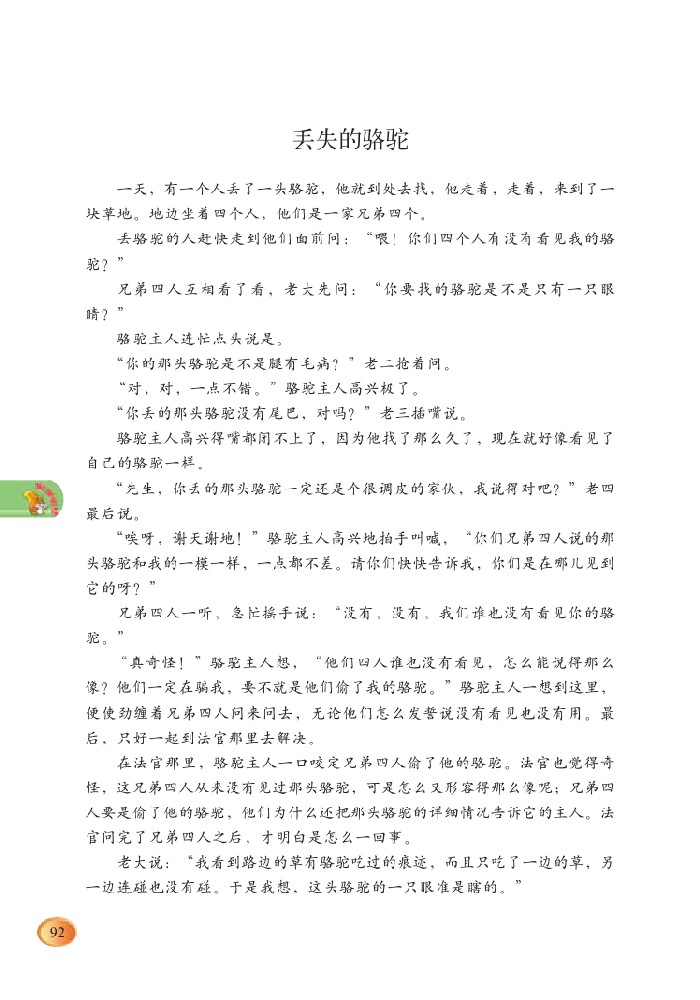 丢失的骆驼
一天，有一个人丢了一头骆驼，他就到处去找，他走着，走着，来到了一
块草地。地边坐着四个人，他们是一家兄弟四个。
丢骆驼的人赶快走到他们面前问：“喂！你们四个人有没有看见我的骆
驼？”
兄弟四人互相看了看，老大先问：“你要找的骆驼是不是只有一只眼
睛？”
骆驼主人连忙点头说是。
“你的那头骆驼是不是腿有毛病？”老二抢着问。
“对，对，一点不错。”骆驼主人高兴极了。
“你丢的那头骆驼没有尾巴，对吗？”老三插嘴说。
骆驼主人高兴得嘴都闭不上了，因为他找了那么久了，现在就好像看见了
自己的骆驼一样。
“先生，你丢的那头骆驼一定还是个很调皮的家伙，我说得对吧？”老四
最后说。
“唉呀，谢天谢地！”骆驼主人高兴地拍手叫喊，“你们兄弟四人说的那
头骆驼和我的一模一样，一点都不差。请你们快快告诉我，你们是在哪儿见到
它的呀？”
兄弟四人一听，急忙摇手说：“没有，没有，我们谁也没有看见你的骆
驼。”
“真奇怪！”骆驼主人想，“他们四人谁也没有看见，怎么能说得那么
像？他们一定在骗我，要不就是他们偷了我的骆驼。”骆驼主人一想到这里，
便使劲缠着兄弟四人问来问去，无论他们怎么发誓说没有看见也没有用。最
后，只好一起到法官那里去解决。
在法官那里，骆驼主人一口咬定兄弟四人偷了他的骆驼。法官也觉得奇
怪，这兄弟四人从来没有见过那头骆驼，可是怎么又形容得那么像呢；兄弟四
人要是偷了他的骆驼，他们为什么还把那头骆驼的详细情况告诉它的主人。法
官问完了兄弟四人之后，才明白是怎么一回事。
老大说：“我看到路边的草有骆驼吃过的痕迹，而且只吃了一边的草，另
一边连碰也没有碰。于是我想，这头骆驼的一只眼准是瞎的。”
92